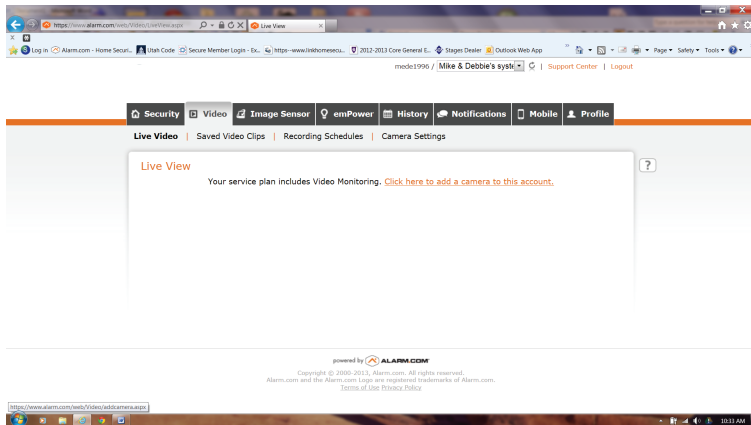 https://www.alarm.com/web/Video/LiveView.aspx
Live View
Log in
Alarm.com - Home Securi...
Utah Code
Secure Member Login - Ex...
https--www.linkhomesecu...
2012-2013 Core General E...
Stages Dealer
Outlook Web App
Page
Safety
Tools
mede1996 / Mike & Debbie's syste | Support Center | Logout
Security Video Image Sensor emPower History Notifications Mobile Profile
Live Video | Saved Video Clips | Recording Schedules | Camera Settings
Live View
?
Your service plan includes Video Monitoring. Click here to add a camera to this account.
powered by ALARM.COM
Copyright © 2000-2013, Alarm.com. All rights reserved.
Alarm.com and the Alarm.com Logo are registered trademarks of Alarm.com.
Terms of Use Privacy Policy
https://www.alarm.com/web/Video/addcamera.aspx
10:33 AM